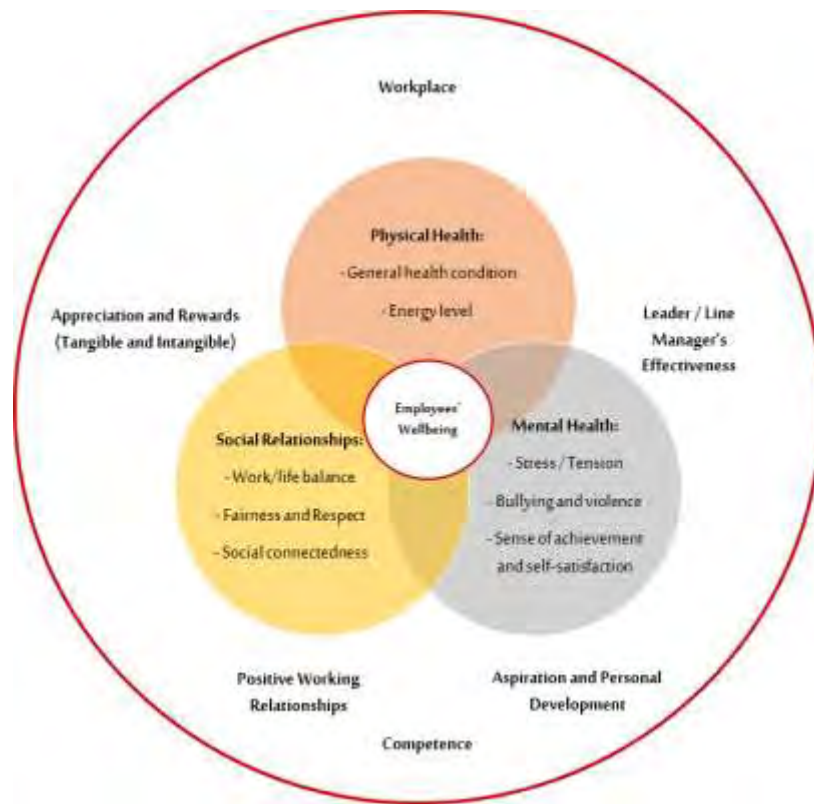 Workplace
Physical Health:
- General health condition
- Energy level
Appreciation and Rewards
(Tangible and Intangible)
Leader / Line
Manager's
Effectiveness
Employees'
Wellbeing
Social Relationships:
- Work/life balance
- Fairness and Respect
- Social connectedness
Mental Health:
- Stress / Tension
- Bullying and violence
- Sense of achievement
and self-satisfaction
Positive Working
Relationships
Aspiration and Personal
Development
Competence